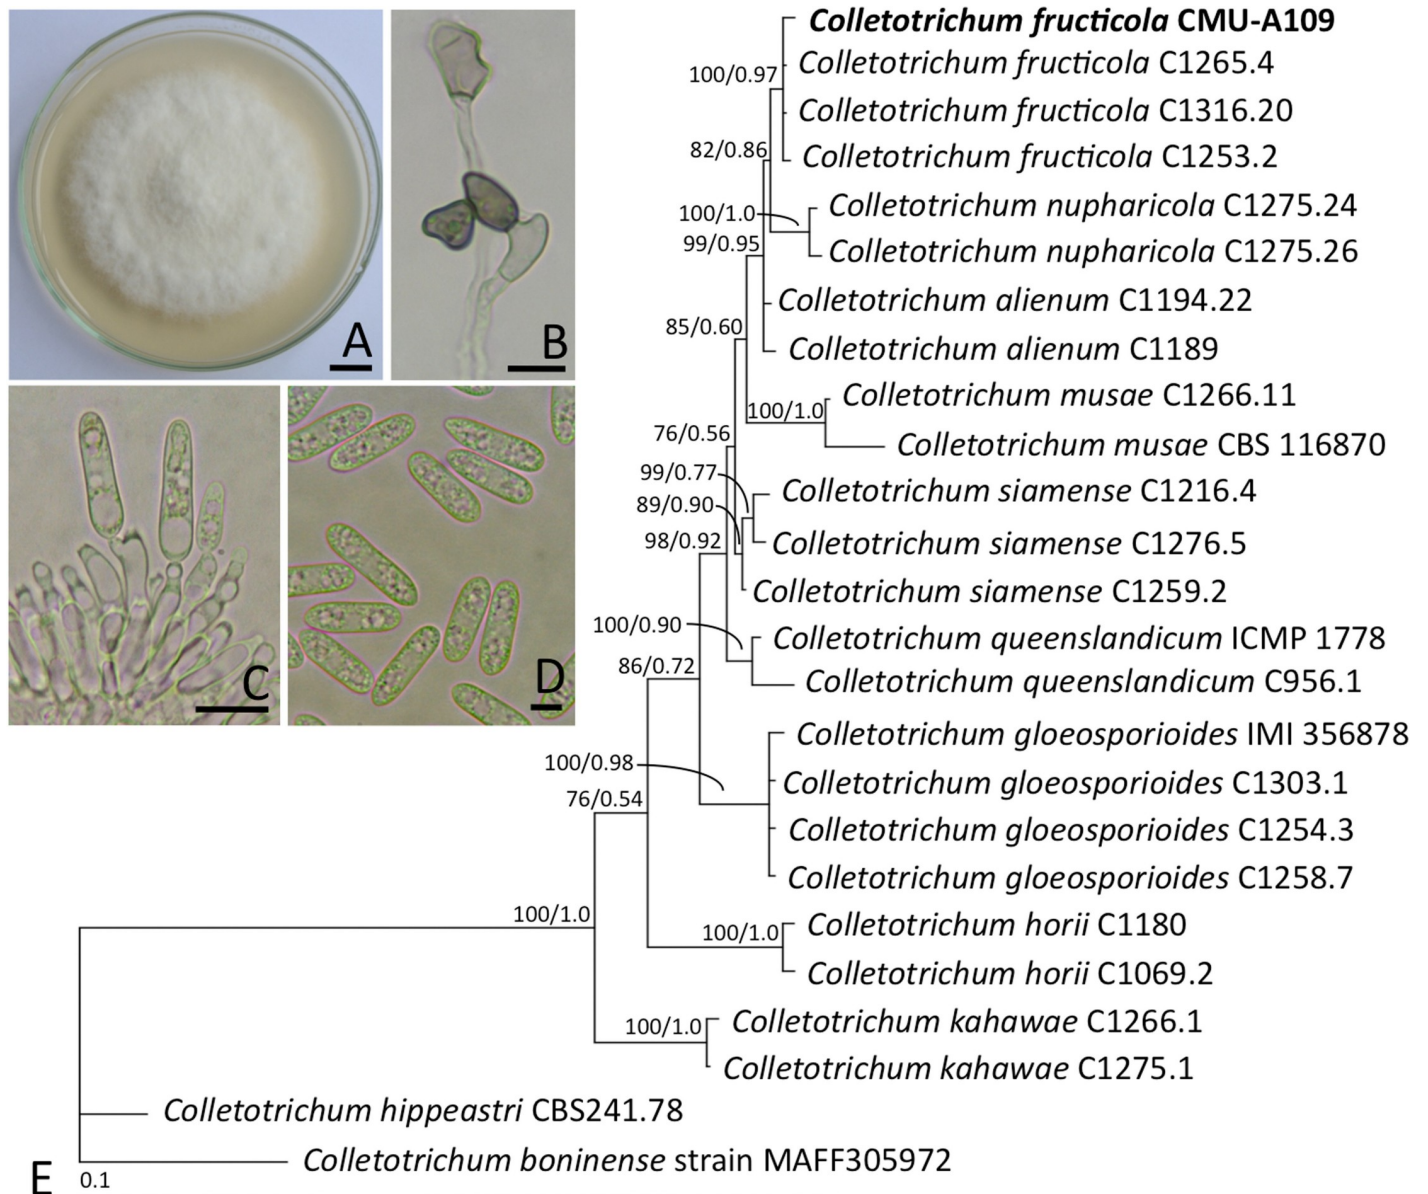 A
B
C
D
Colletotrichum fructicola CMU-A109
Colletotrichum fructicola C1265.4
100/0.97
Colletotrichum fructicola C1316.20
82/0.86
Colletotrichum fructicola C1253.2
Colletotrichum nupharicola C1275.24
100/1.0
99/0.95
Colletotrichum nupharicola C1275.26
Colletotrichum alienum C1194.22
85/0.60
Colletotrichum alienum C1189
Colletotrichum musae C1266.11
100/1.0
76/0.56
Colletotrichum musae CBS 116870
99/0.77
Colletotrichum siamense C1216.4
89/0.90
98/0.92
Colletotrichum siamense C1276.5
Colletotrichum siamense C1259.2
100/0.90
Colletotrichum queenslandicum ICMP 1778
86/0.72
Colletotrichum queenslandicum C956.1
Colletotrichum gloeosporioides IMI 356878
100/0.98
Colletotrichum gloeosporioides C1303.1
76/0.54
Colletotrichum gloeosporioides C1254.3
Colletotrichum gloeosporioides C1258.7
100/1.0
Colletotrichum horii C1180
100/1.0
Colletotrichum horii C1069.2
Colletotrichum kahawae C1266.1
100/1.0
Colletotrichum kahawae C1275.1
Colletotrichum hippeastri CBS241.78
Colletotrichum boninense strain MAFF305972
E
0.1